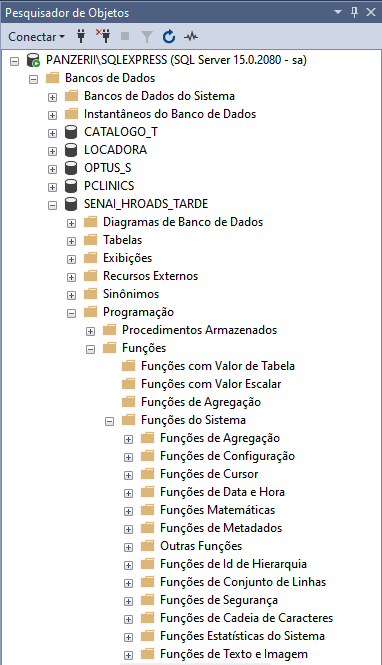 Pesquisador de Objetos
Conectar
PANZERII\SQLEXPRESS (SQL Server 15.0.2080 - sa)
Bancos de Dados
Bancos de Dados do Sistema
Instantâneos do Banco de Dados
CATALOGO_T
LOCADORA
OPTUS_S
PCLINICS
SENAI_HROADS_TARDE
Diagramas de Banco de Dados
Tabelas
Exibições
Recursos Externos
Sinônimos
Programação
Procedimentos Armazenados
Funções
Funções com Valor de Tabela
Funções com Valor Escalar
Funções de Agregação
Funções do Sistema
Funções de Agregação
Funções de Configuração
Funções de Cursor
Funções de Data e Hora
Funções Matemáticas
Funções de Metadados
Outras Funções
Funções de Id de Hierarquia
Funções de Conjunto de Linhas
Funções de Segurança
Funções de Cadeia de Caracteres
Funções Estatísticas do Sistema
Funções de Texto e Imagem